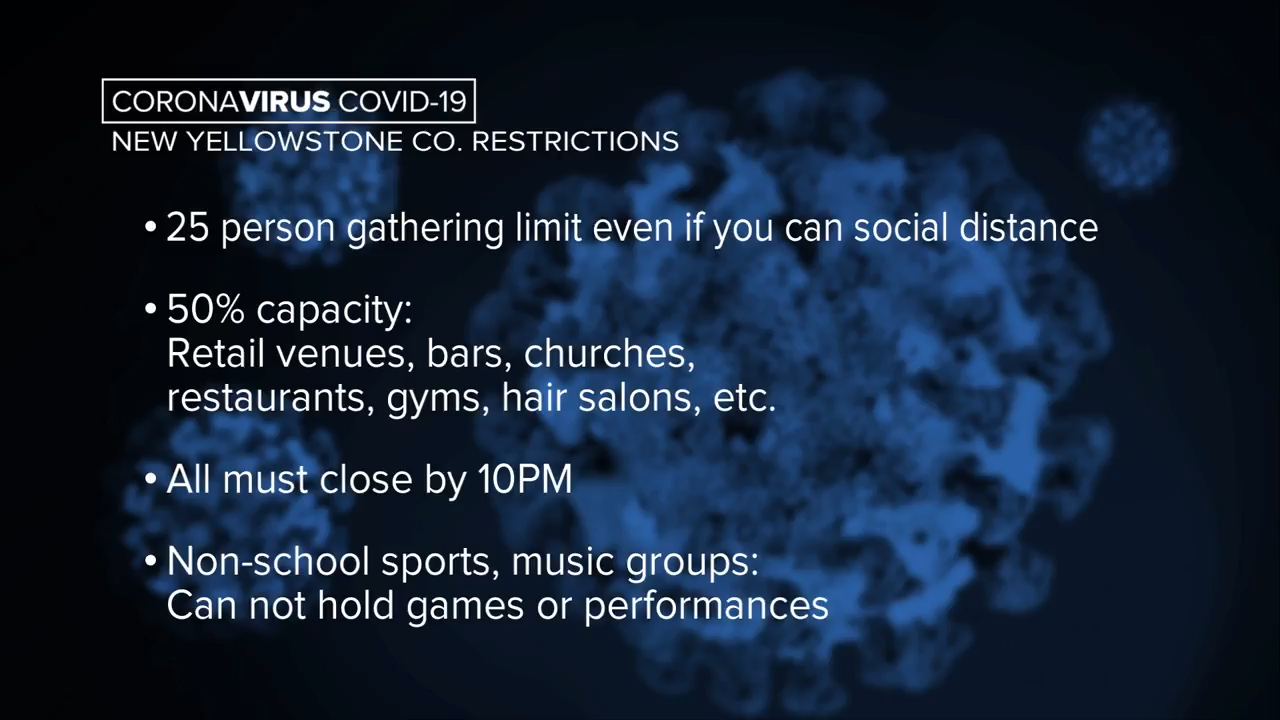 CORONAVIRUS COVID-19
NEW YELLOWSTONE CO. RESTRICTIONS
• 25 person gathering limit even if you can social distance
• 50% capacity:
Retail venues, bars, churches,
restaurants, gyms, hair salons, etc.
• All must close by 10PM
• Non-school sports, music groups:
Can not hold games or performances